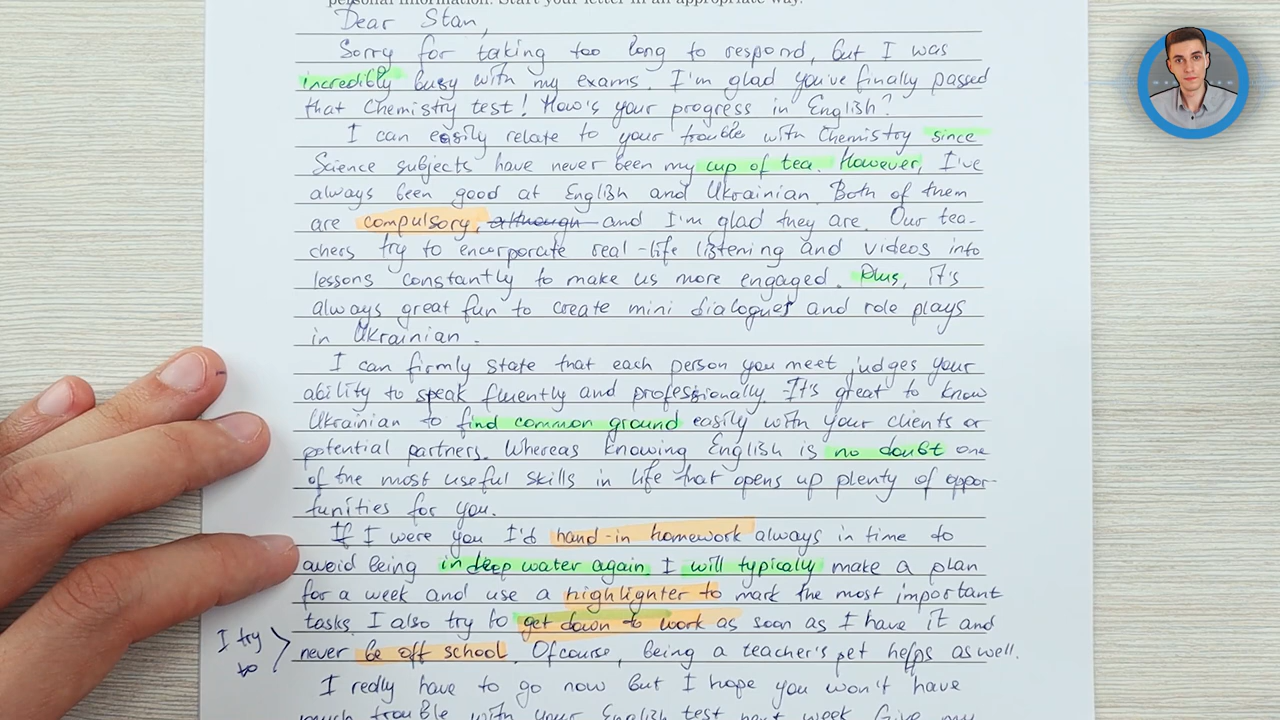 personal information. Start your letter in an appropriate way.
Dear Stan,
Sorry for taking too long to respond, but I was
incredibly busy with my exams. I'm glad you've finally passed
that Chemistry test! How's your progress in English?
I can easily relate to your trouble with Chemistry since
Science subjects have never been my cup of tea. However, I've
always been good at English and Ukrainian. Both of them
are compulsory, although and I'm glad they are. Our tea-
chers try to encorporate real-life listening and videos into
lessons constantly to make us more engaged. Plus, it's
always great fun to create mini dialogues and role plays
in Ukrainian.
I can firmly state that each person you meet judges your
ability to speak fluently and professionally. It's great to know
Ukrainian to find common ground easily with your clients or
potential partners. Whereas knowing English is no doubt one
of the most useful skills in life that opens up plenty of oppor-
tunities for you.
If I were you I'd hand-in homework always in time to
avoid being in deep water again. I will typically make a plan
for a week and use a highlighter to mark the most important
tasks. I also try to get down to work as soon as I have it and
I try to
never be off school. Ofcourse being a teacher's pet helps as well.
I really have to go now but I hope you won't have